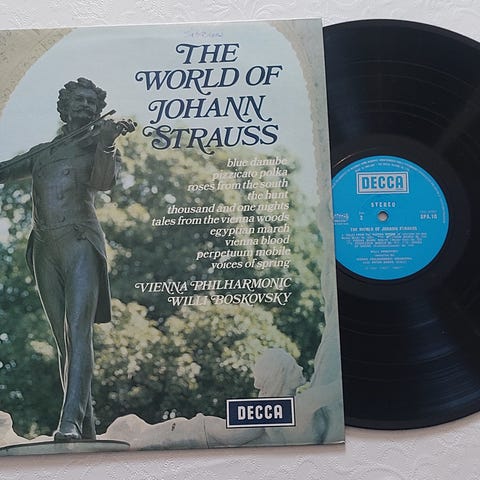 THE
WORLD OF
JOHANN
STRAUSS
blue danube
pizzicato polka
roses from the south
the hunt
thousand and one nights
tales from the vienna woods
egyptian march
vienna blood
perpetuum mobile
voices of spring
VIENNA PHILHARMONIC
WILLI BOSKOVSKY
DECCA
DECCA
STEREO
2
SPA.10
THE WORLD OF JOHANN STRAUSS